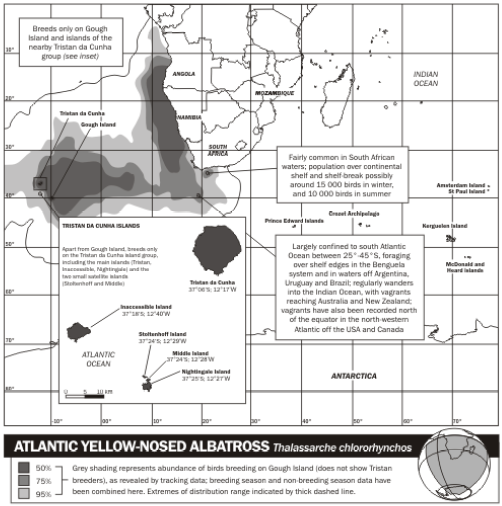 Breeds only on Gough
Island and islands of the
nearby Tristan da Cunha
group (see inset)
ANGOLA
MOZAMBIQUE
INDIAN
OCEAN
NAMIBIA
Tristan da Cunha
Gough Island
SOUTH
AFRICA
Fairly common in South African
waters; population over continental
shelf and shelf-break possibly
around 15 000 birds in winter,
and 10 000 birds in summer
Amsterdam Island
St Paul Island
Crozet Archipelago
Prince Edward Islands
Kerguelen Island
McDonald and
Heard Islands
Largely confined to south Atlantic
Ocean between 25°-45°S, foraging
over shelf edges in the Benguela
system and in waters off Argentina,
Uruguay and Brazil; regularly wanders
into the Indian Ocean, with vagrants
reaching Australia and New Zealand;
vagrants have also been recorded north
of the equator in the north-western
Atlantic off the USA and Canada
TRISTAN DA CUNHA ISLANDS
Apart from Gough Island, breeds only
on the Tristan da Cunha island group,
including the main islands (Tristan,
Inaccessible, Nightingale) and the
two small satellite islands
(Stoltenhoff and Middle)
Tristan da Cunha
37°06'S; 12°17'W
Inaccessible Island
37°18'S; 12°40'W
Stoltenhoff Island
37°24'S; 12°29'W
Middle Island
37°24'S; 12°28'W
Nightingale Island
37°25'S; 12°27'W
ATLANTIC
OCEAN
0 5 10 km
ANTARCTICA
-10° 0° 10° 20° 30° 40° 50° 60° 70°
ATLANTIC YELLOW-NOSED ALBATROSS Thalassarche chlororhynchos
50%
75%
95%
Grey shading represents abundance of birds breeding on Gough Island (does not show Tristan
breeders), as revealed by tracking data; breeding season and non-breeding season data have
been combined here. Extremes of distribution range indicated by thick dashed line.